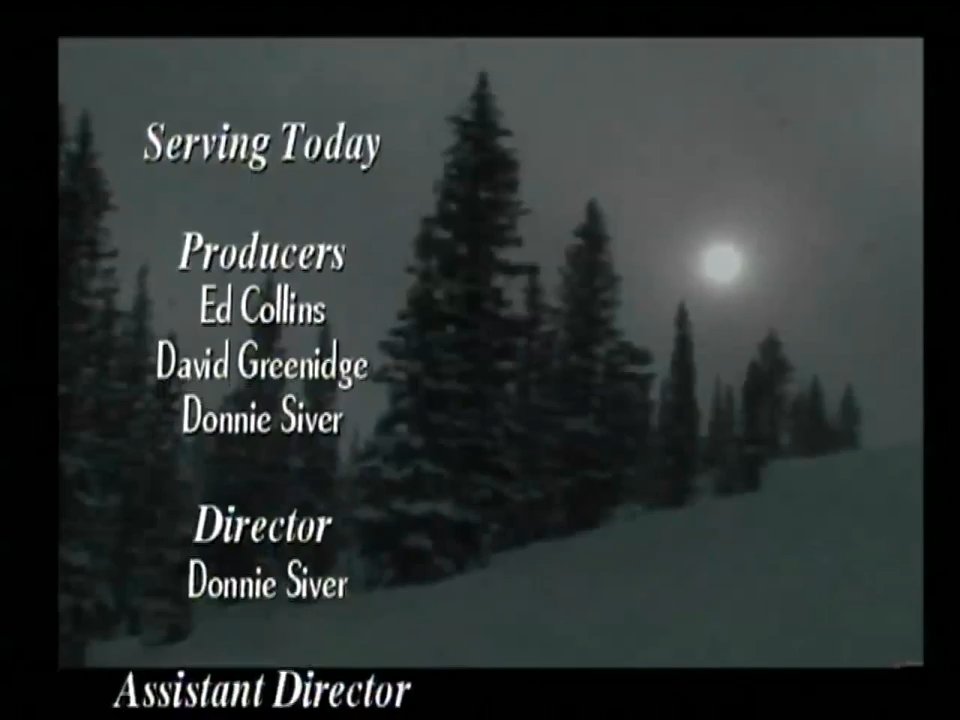 Serving Today
Producers
Ed Collins
David Greenidge
Donnie Siver
Director
Donnie Siver
Assistant Director